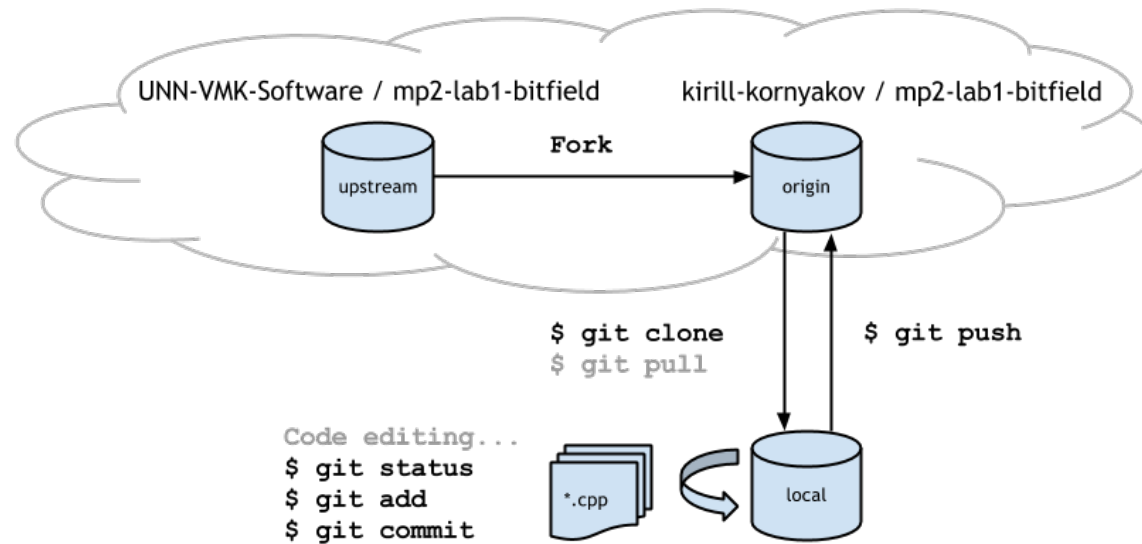 UNN-VMK-Software / mp2-lab1-bitfield
kirill-kornyakov / mp2-lab1-bitfield
Fork
upstream
origin
$ git clone
$ git pull
$ git push
Code editing...
$ git status
$ git add
$ git commit
*.cpp
local